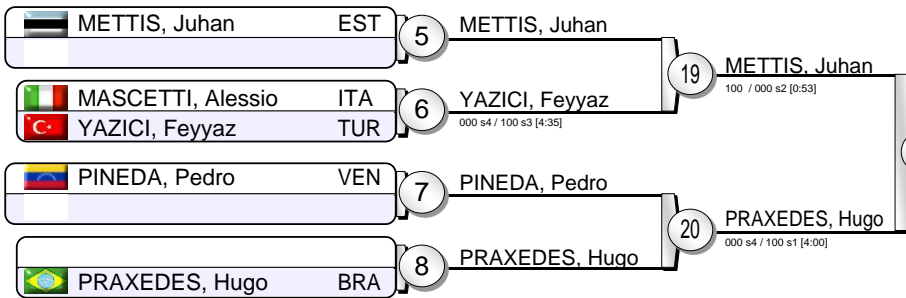 METTIS, Juhan EST
5
METTIS, Juhan
19
METTIS, Juhan
100 / 000 s2 [0:53]
MASCETTI, Alessio ITA
YAZICI, Feyyaz TUR
6
YAZICI, Feyyaz
000 s4 / 100 s3 [4:35]
PINEDA, Pedro VEN
7
PINEDA, Pedro
20
PRAXEDES, Hugo
000 s4 / 100 s1 [4:00]
PRAXEDES, Hugo BRA
8
PRAXEDES, Hugo